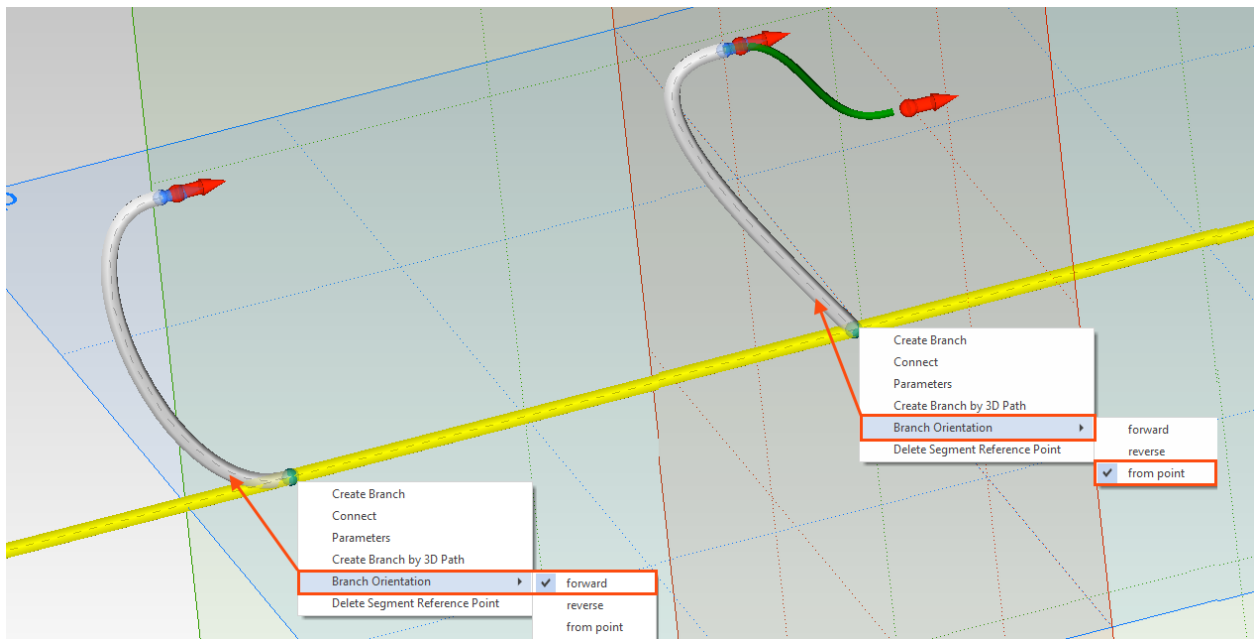 Create Branch
Connect
Parameters
Create Branch by 3D Path
Branch Orientation
forward
Delete Segment Reference Point
reverse
from point
Create Branch
Connect
Parameters
Create Branch by 3D Path
Branch Orientation
forward
Delete Segment Reference Point
reverse
from point